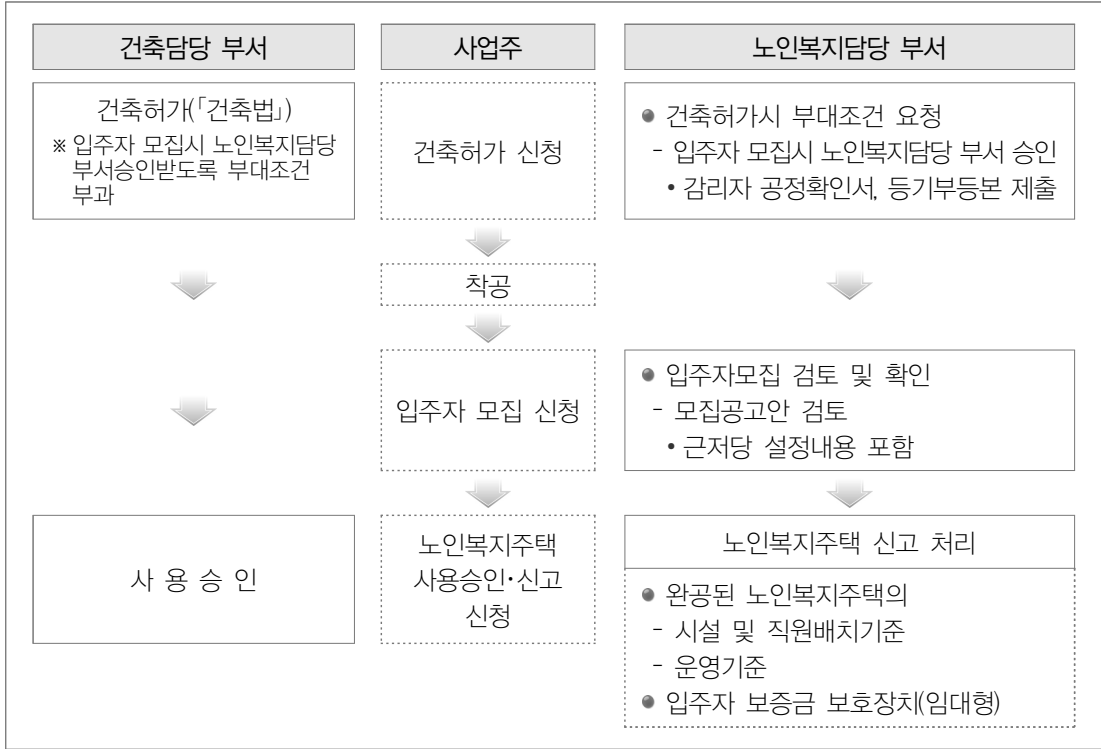 건축담당 부서
사업주
노인복지담당 부서
건축허가(「건축법」)
※ 입주자 모집시 노인복지담당
부서승인받도록 부대조건
부과
건축허가 신청
● 건축허가시 부대조건 요청
- 입주자 모집시 노인복지담당 부서 승인
• 감리자 공정확인서, 등기부등본 제출
착공
입주자 모집 신청
● 입주자모집 검토 및 확인
- 모집공고안 검토
• 근저당 설정내용 포함
사 용 승 인
노인복지주택
사용승인·신고
신청
노인복지주택 신고 처리
● 완공된 노인복지주택의
- 시설 및 직원배치기준
- 운영기준
● 입주자 보증금 보호장치(임대형)